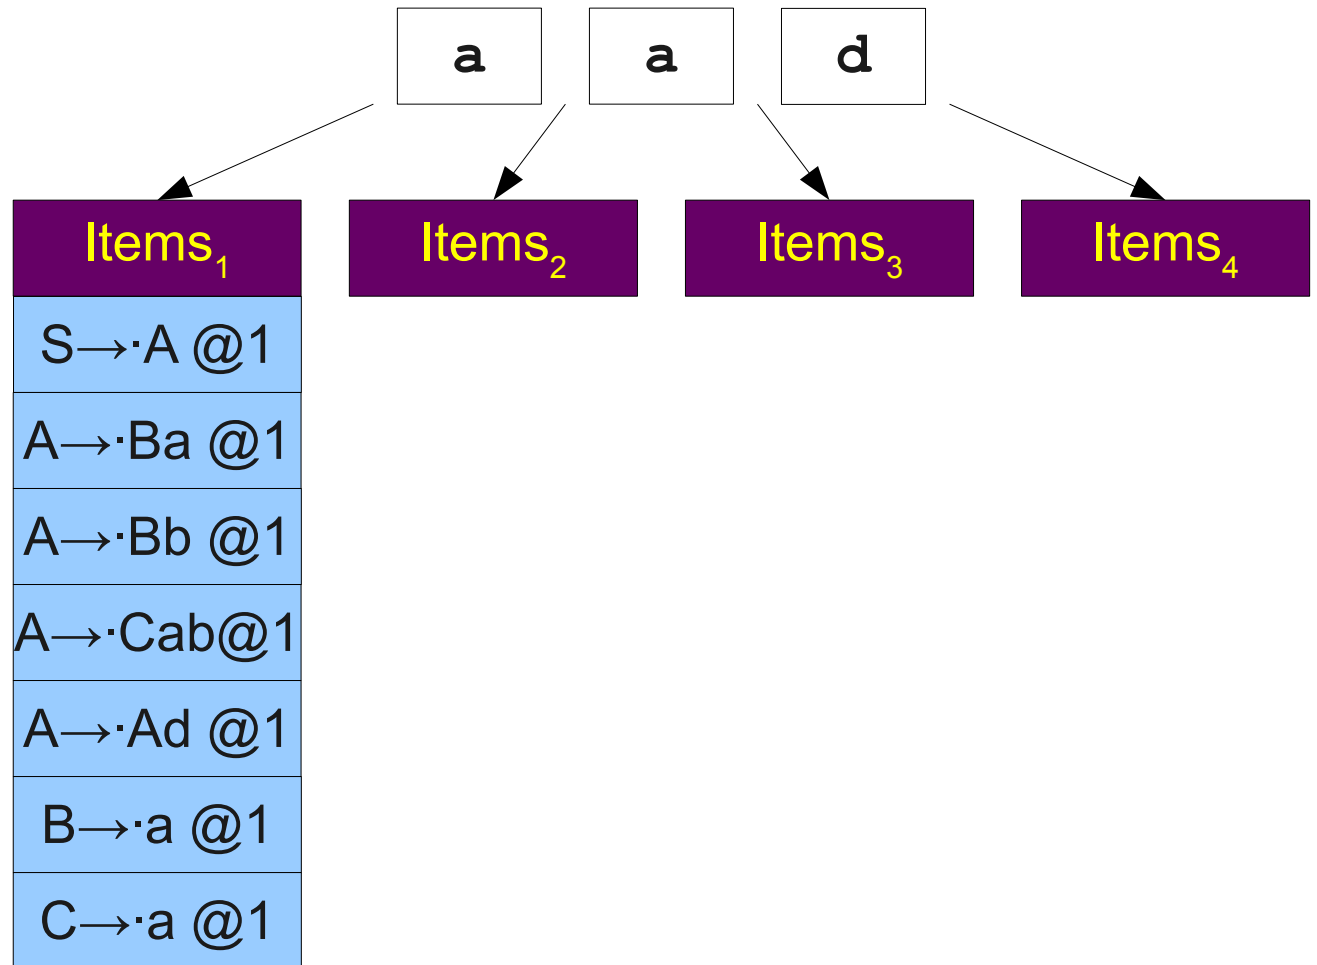 a a d
Items₁ Items₂ Items₃ Items₄
S→·A @1
A→·Ba @1
A→·Bb @1
A→·Cab@1
A→·Ad @1
B→·a @1
C→·a @1